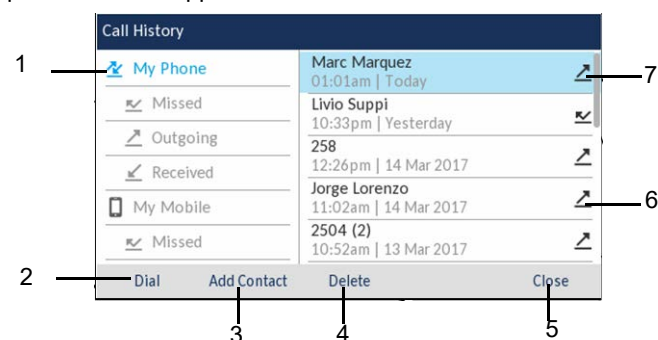 Call History
1
My Phone
Missed
Outgoing
Received
My Mobile
Missed
Marc Marquez
01:01am | Today
7
Livio Suppi
10:33pm | Yesterday
258
12:26pm | 14 Mar 2017
Jorge Lorenzo
11:02am | 14 Mar 2017
6
2504 (2)
10:52am | 13 Mar 2017
2
Dial
Add Contact
Delete
Close
3
4
5